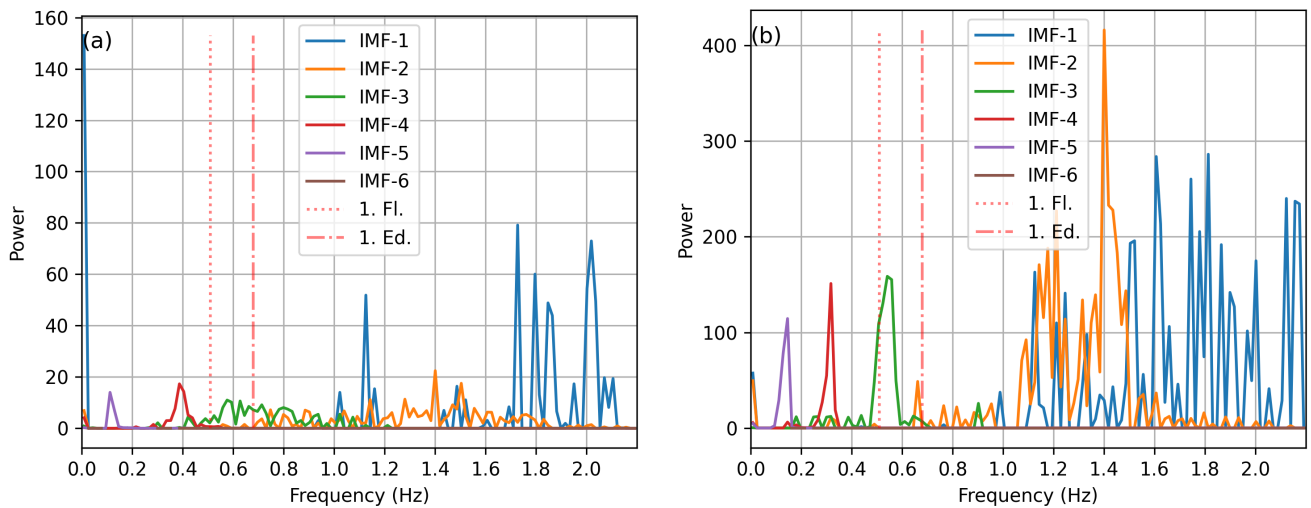 (a)
160
140
120
100
80
60
40
20
0
Power
IMF-1
IMF-2
IMF-3
IMF-4
IMF-5
IMF-6
1. Fl.
1. Ed.
0.0 0.2 0.4 0.6 0.8 1.0 1.2 1.4 1.6 1.8 2.0
Frequency (Hz)
(b)
400
300
200
100
0
Power
IMF-1
IMF-2
IMF-3
IMF-4
IMF-5
IMF-6
1. Fl.
1. Ed.
0.0 0.2 0.4 0.6 0.8 1.0 1.2 1.4 1.6 1.8 2.0
Frequency (Hz)